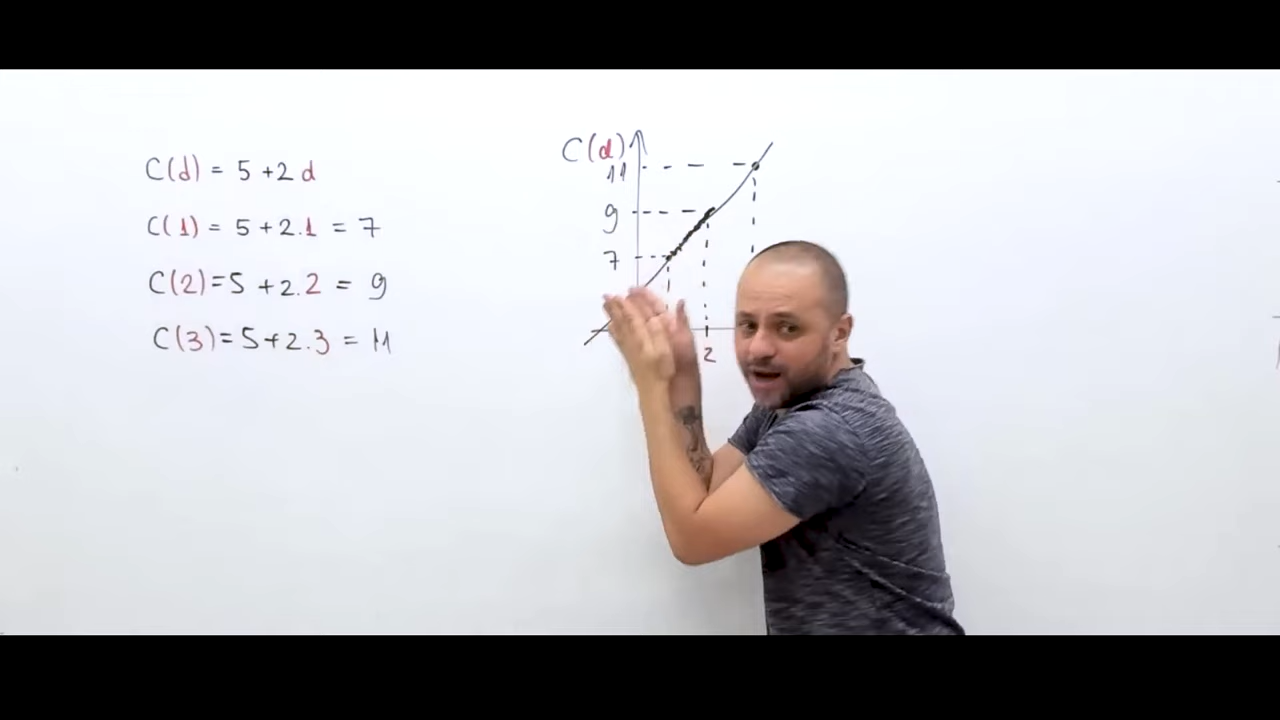 C(d) = 5 + 2 d
C(1) = 5 + 2.1 = 7
C(2) = 5 + 2.2 = 9
C(3) = 5 + 2.3 = 11
C(d)
11
9
7
2